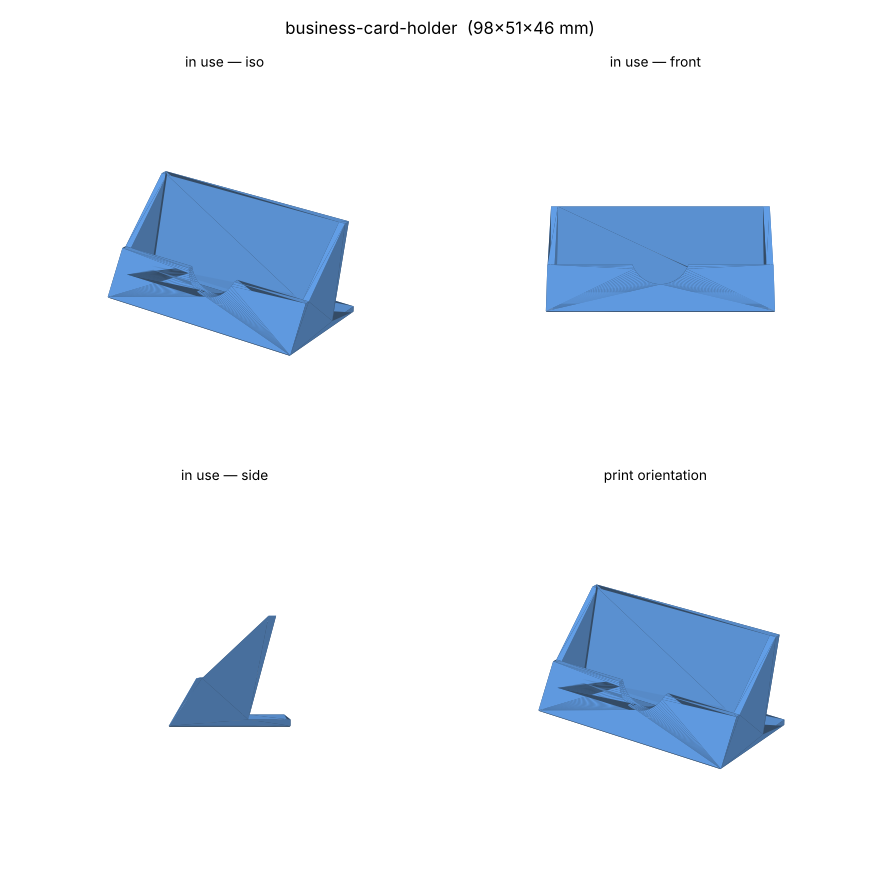 business-card-holder (98×51×46 mm)
in use — iso
in use — front
in use — side
print orientation